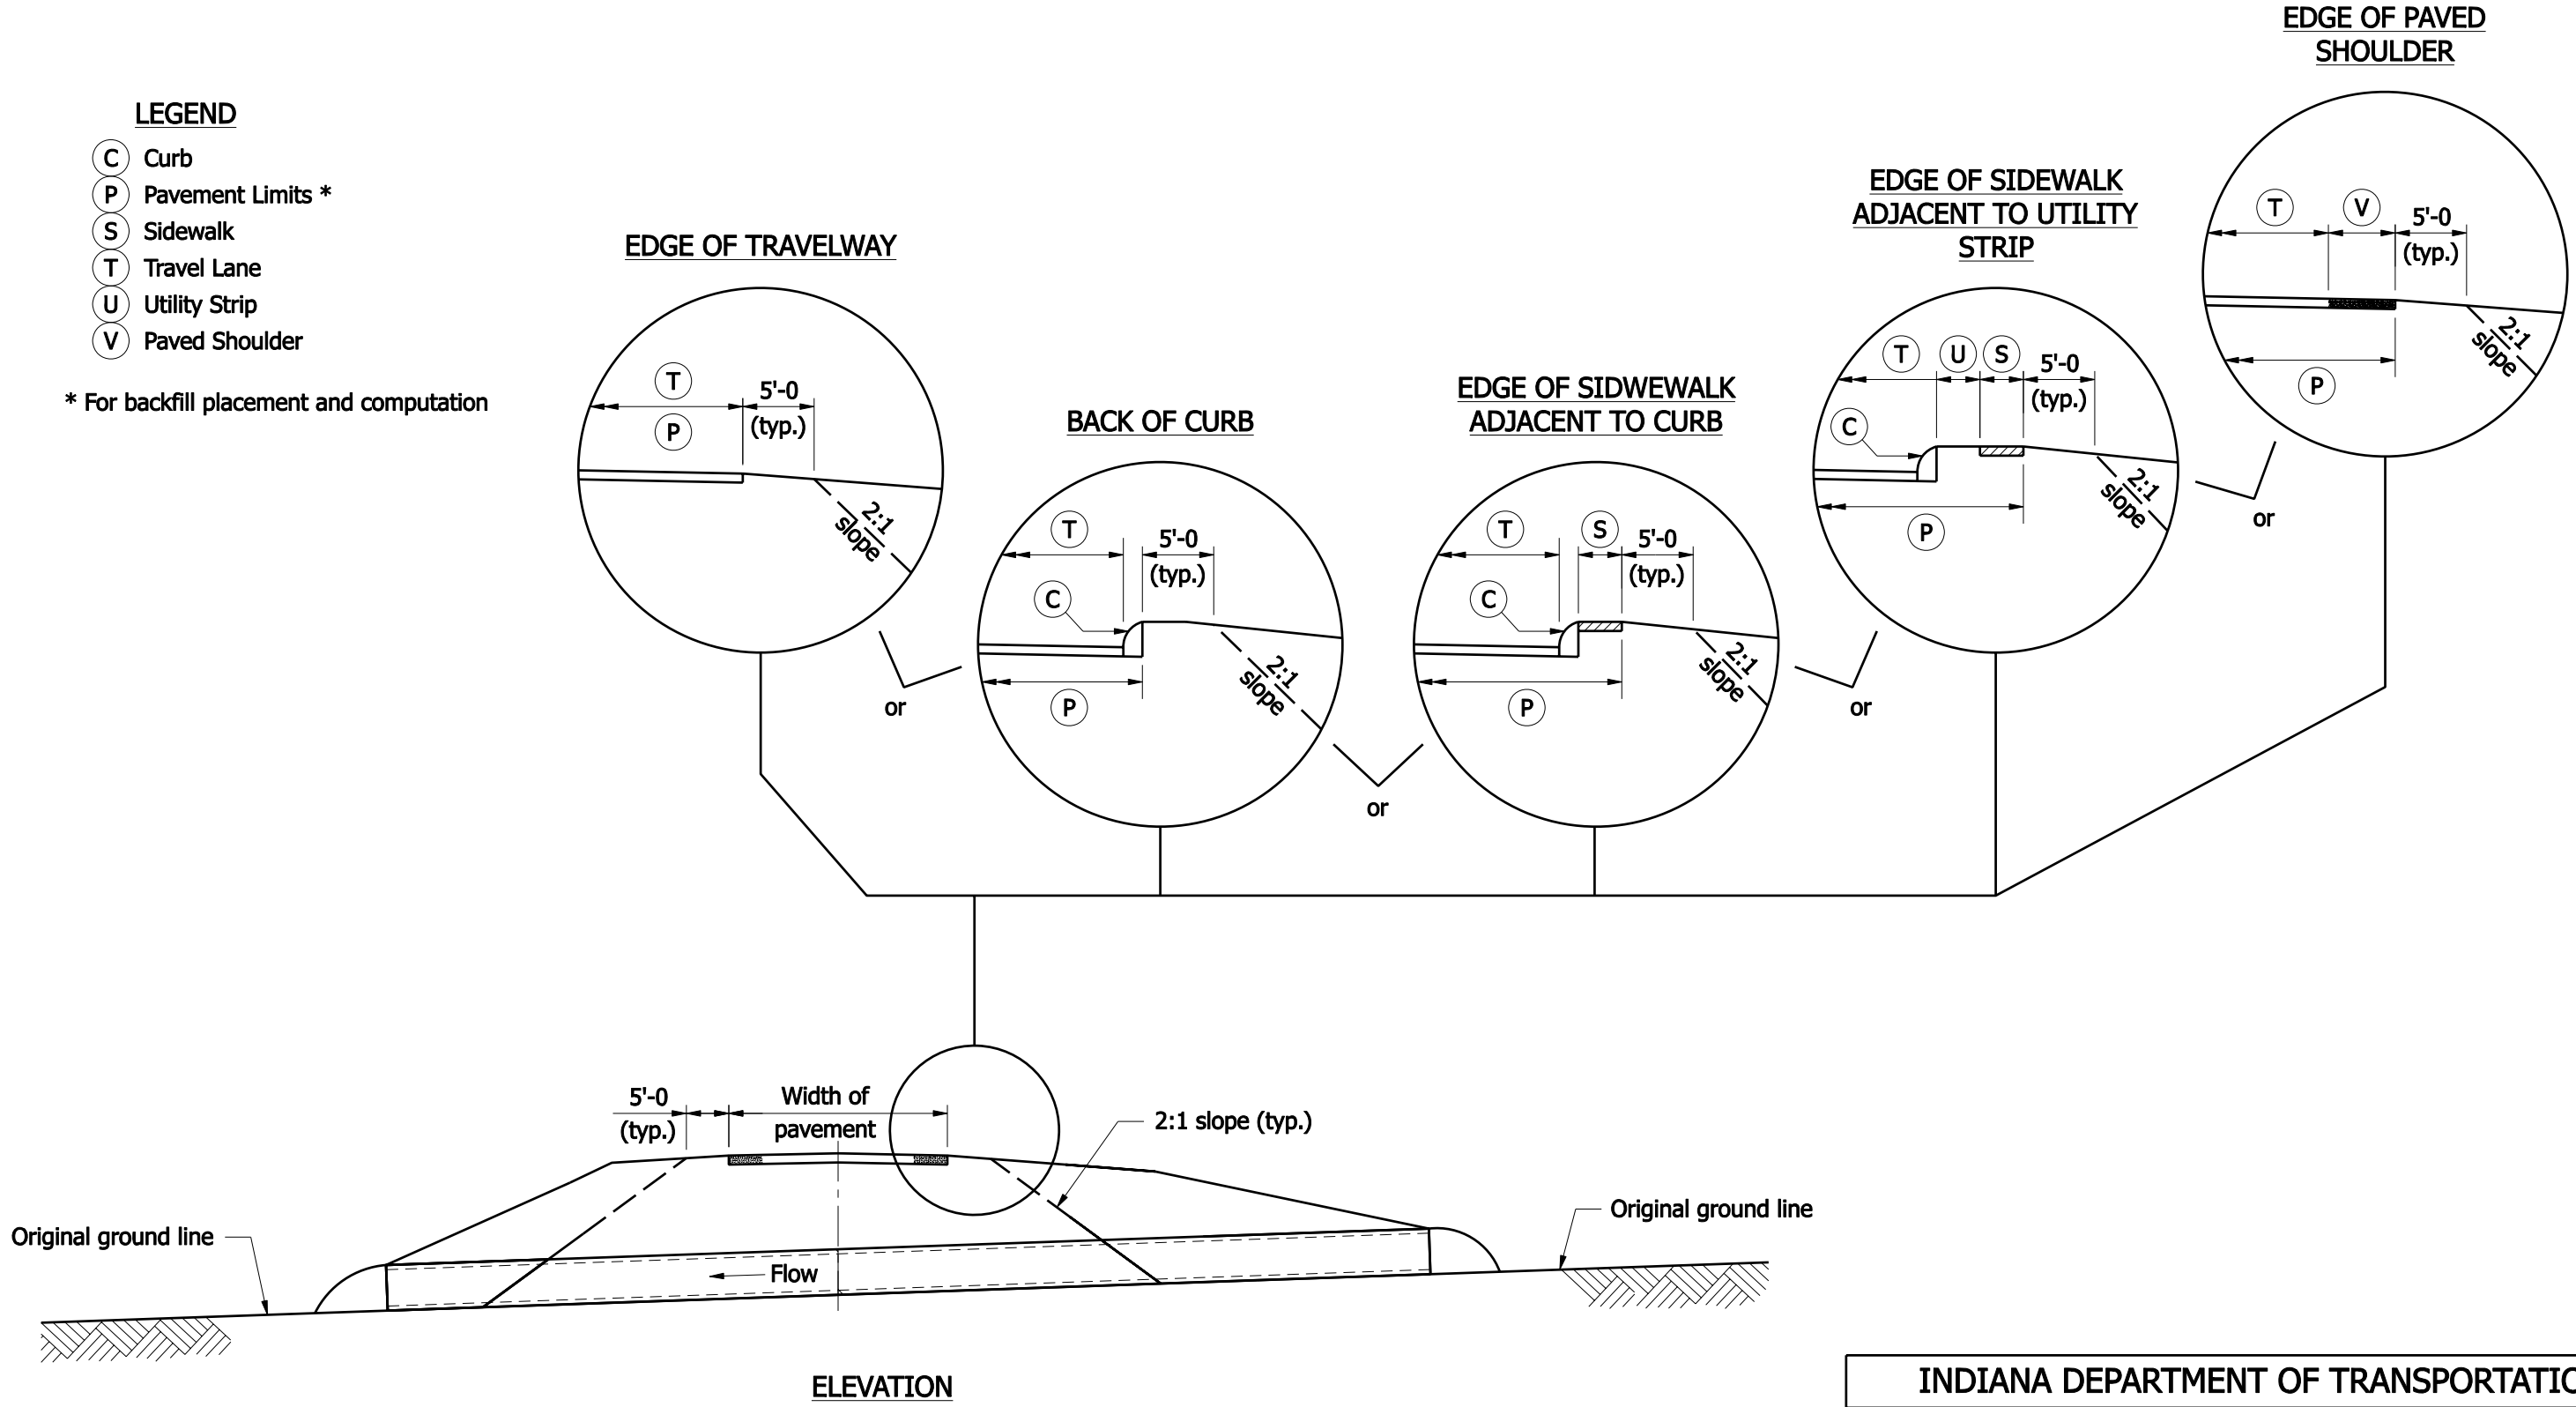 EDGE OF PAVED
SHOULDER
LEGEND
C Curb
P Pavement Limits *
S Sidewalk
T Travel Lane
U Utility Strip
V Paved Shoulder
* For backfill placement and computation
EDGE OF TRAVELWAY
T
5'-0
(typ.)
P
2:1
slope
or
BACK OF CURB
T
5'-0
(typ.)
C
2:1
slope
P
or
EDGE OF SIDWEWALK
ADJACENT TO CURB
T
S
5'-0
(typ.)
C
2:1
slope
P
or
EDGE OF SIDEWALK
ADJACENT TO UTILITY
STRIP
T
U
S
5'-0
(typ.)
C
2:1
slope
P
or
T
V
5'-0
(typ.)
2:1
slope
P
5'-0
(typ.)
Width of
pavement
2:1 slope (typ.)
Original ground line
Original ground line
Flow
ELEVATION
INDIANA DEPARTMENT OF TRANSPORTATIO